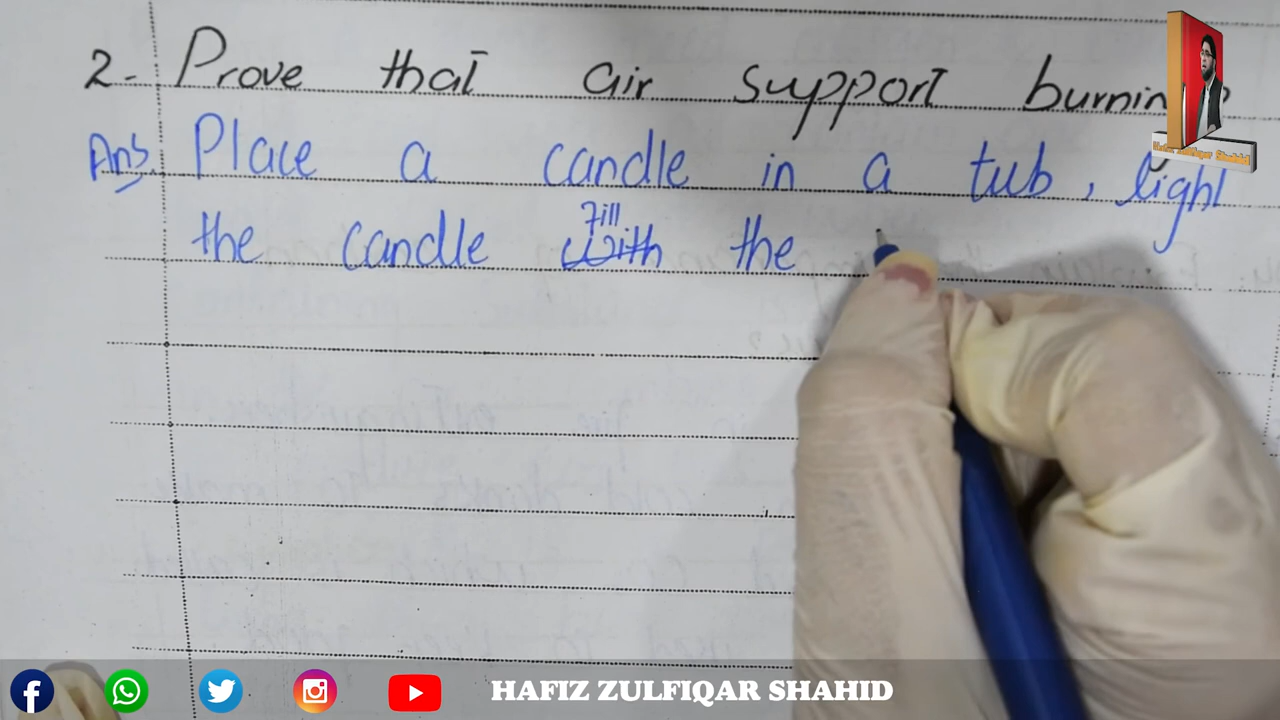 2. Prove that air support burning?
Ans. Place a candle in a tub, light
the candle fill with the
HAFIZ ZULFIQAR SHAHID